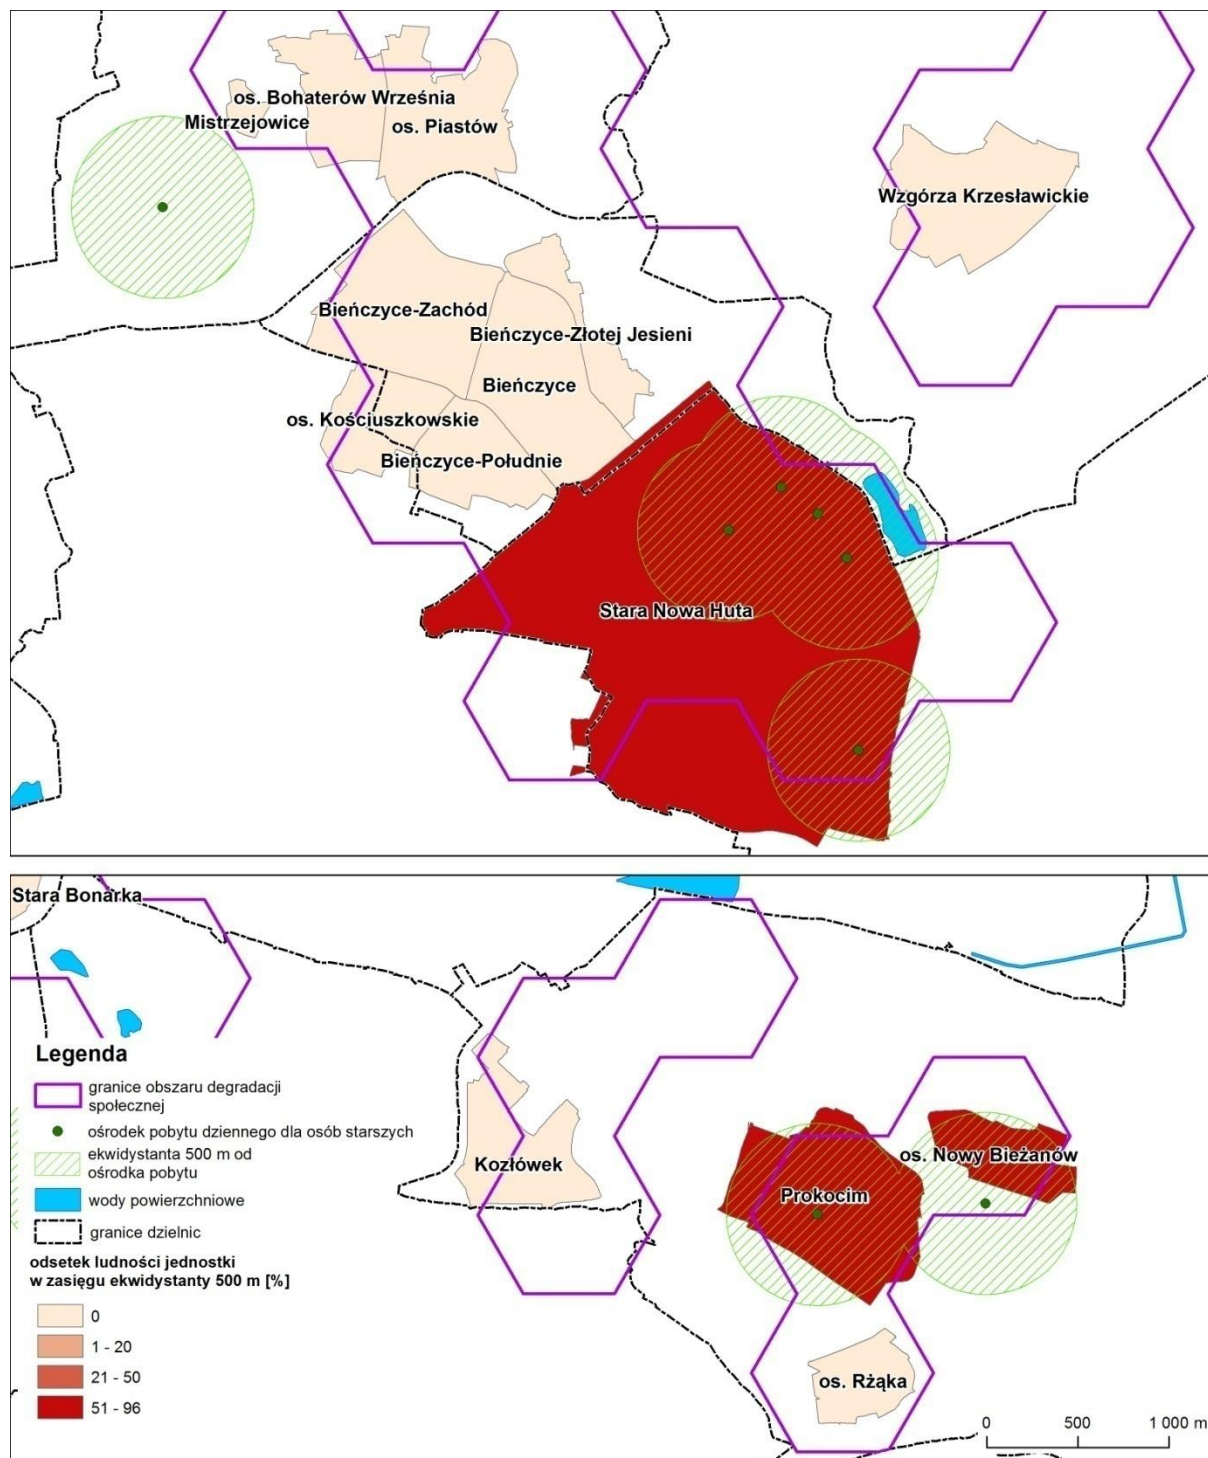 os. Bohaterów Września
Mistrzejowice
os. Piastów
Wzgórza Krzesławickie
Bieńczyce-Zachód
Bieńczyce-Złotej Jesieni
Bieńczyce
os. Kościuszkowskie
Bieńczyce-Południe
Stara Nowa Huta
Stara Bonarka
Kozłówek
os. Nowy Bieżanów
Prokocim
os. Rżąka
Legenda
granice obszaru degradacji
społecznej
ośrodek pobytu dziennego dla osób starszych
ekwidystanta 500 m od
ośrodka pobytu
wody powierzchniowe
granice dzielnic
odsetek ludności jednostki
w zasięgu ekwidystanty 500 m [%]
0
1 - 20
21 - 50
51 - 96
0 500 1 000 m